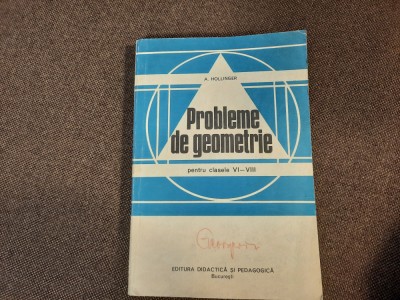 A. HOLLINGER
Probleme
de geometrie
pentru clasele VI—VIII
EDITURA DIDACTICĂ ȘI PEDAGOGICĂ
București